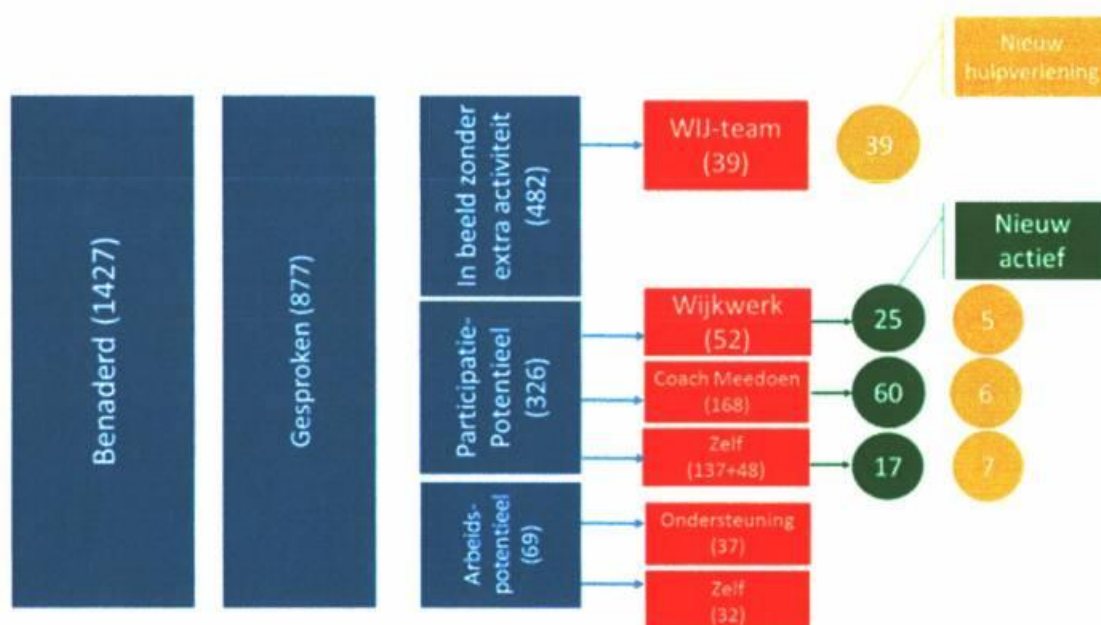 Benaderd (1427)
Gesproken (877)
In beeld zonder
extra activiteit
(482)
Participatie-
Potentieel
(326)
Arbeids-
potentieel
(69)
WIJ-team
(39)
39
Nieuw
hulpverlening
Nieuw
actief
Wijkwerk
(52)
25
5
Coach Meedoen
(168)
60
6
Zelf
(137+48)
17
7
Ondersteuning
(37)
Zelf
(32)